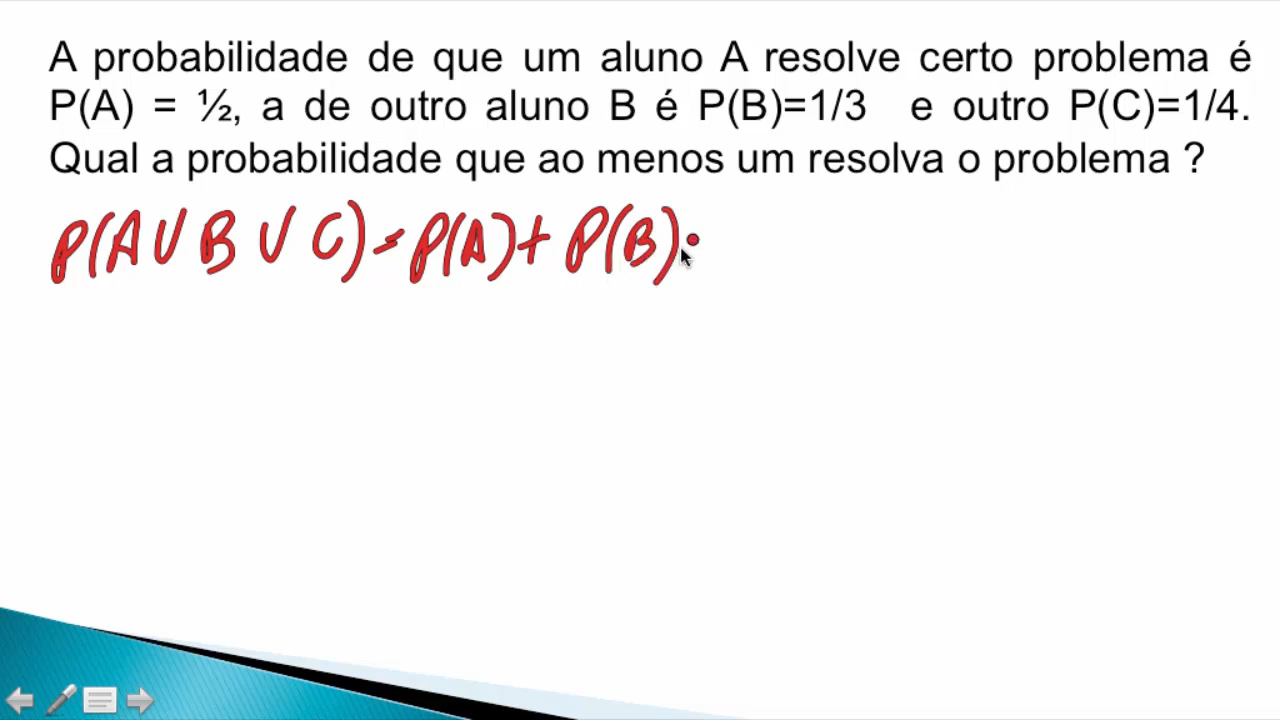 A probabilidade de que um aluno A resolve certo problema é
P(A) = ½, a de outro aluno B é P(B)=1/3 e outro P(C)=1/4.
Qual a probabilidade que ao menos um resolva o problema ?
P(A ∪ B ∪ C) = P(A) + P(B)